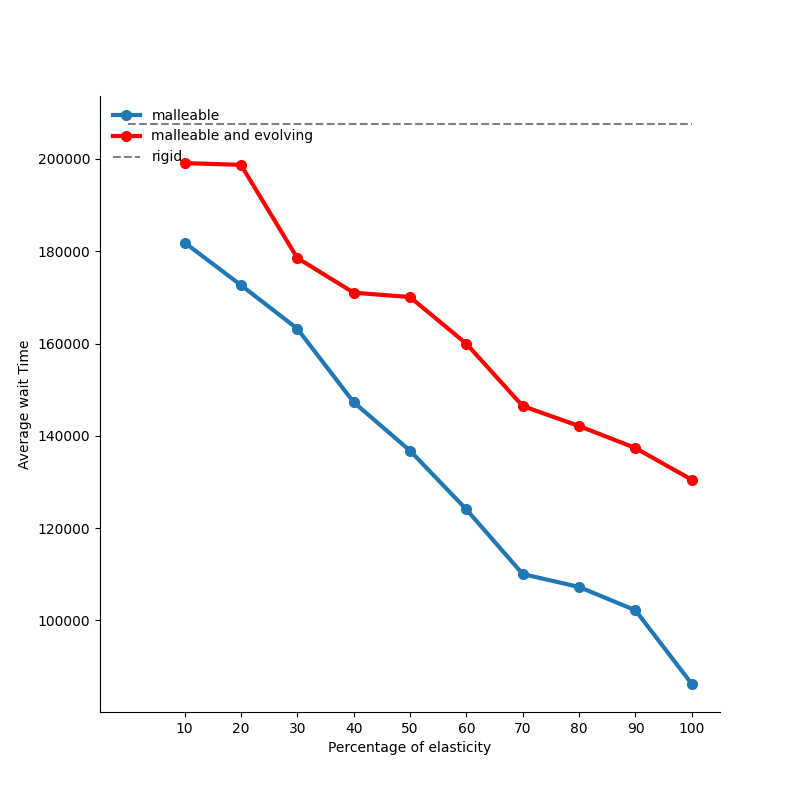 malleable
malleable and evolving
rigid
200000
180000
160000
140000
120000
100000
Average wait Time
10 20 30 40 50 60 70 80 90 100
Percentage of elasticity